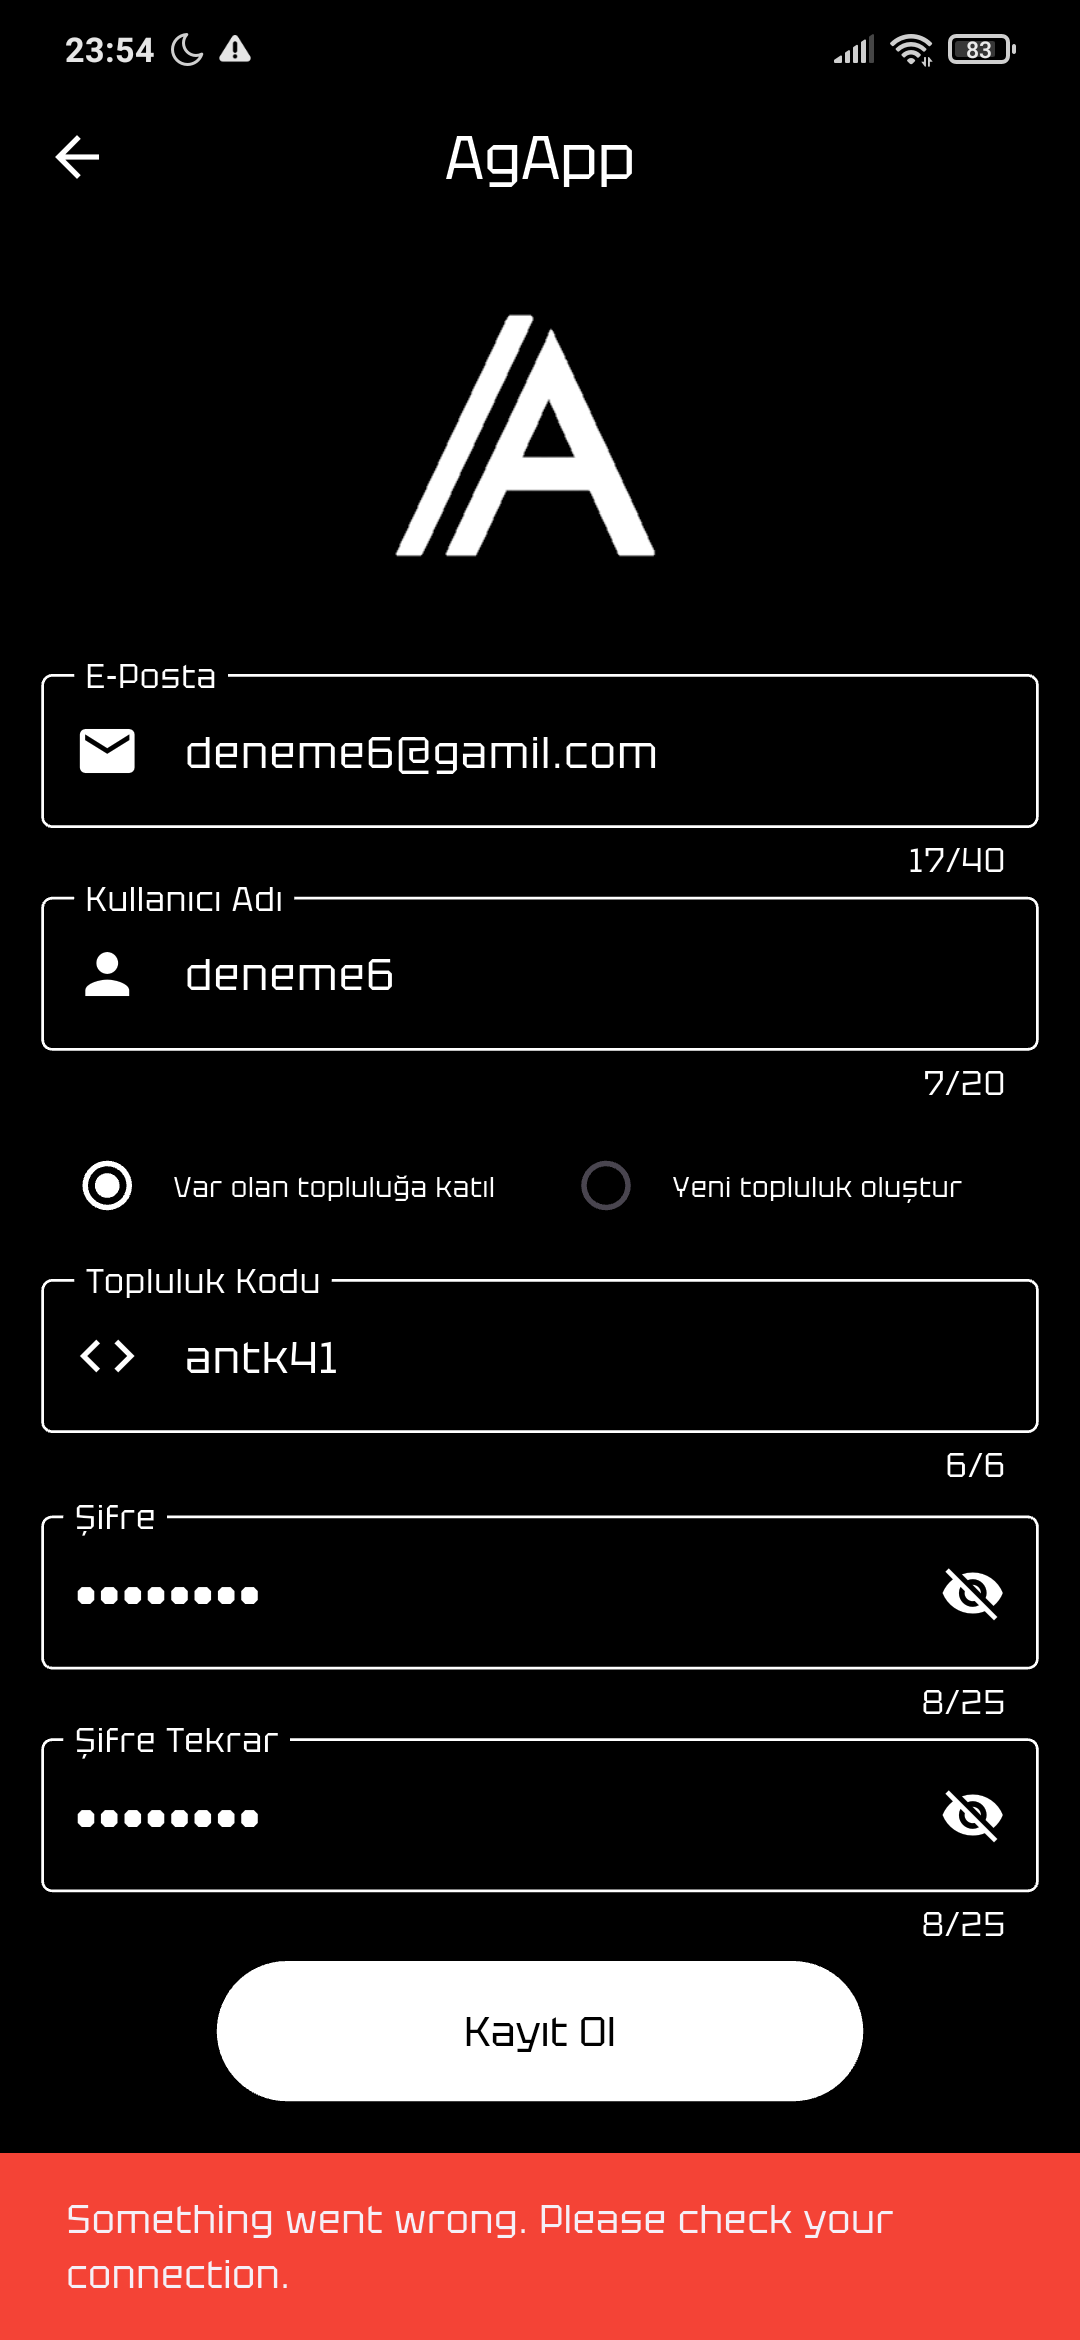 23:54
83
AgApp
E-Posta
deneme6@gamil.com
17/40
Kullanıcı Adı
deneme6
7/20
Var olan topluluğa katıl
Yeni topluluk oluştur
Topluluk Kodu
antk41
6/6
Şifre
8/25
Şifre Tekrar
8/25
Kayıt Ol
Something went wrong. Please check your
connection.